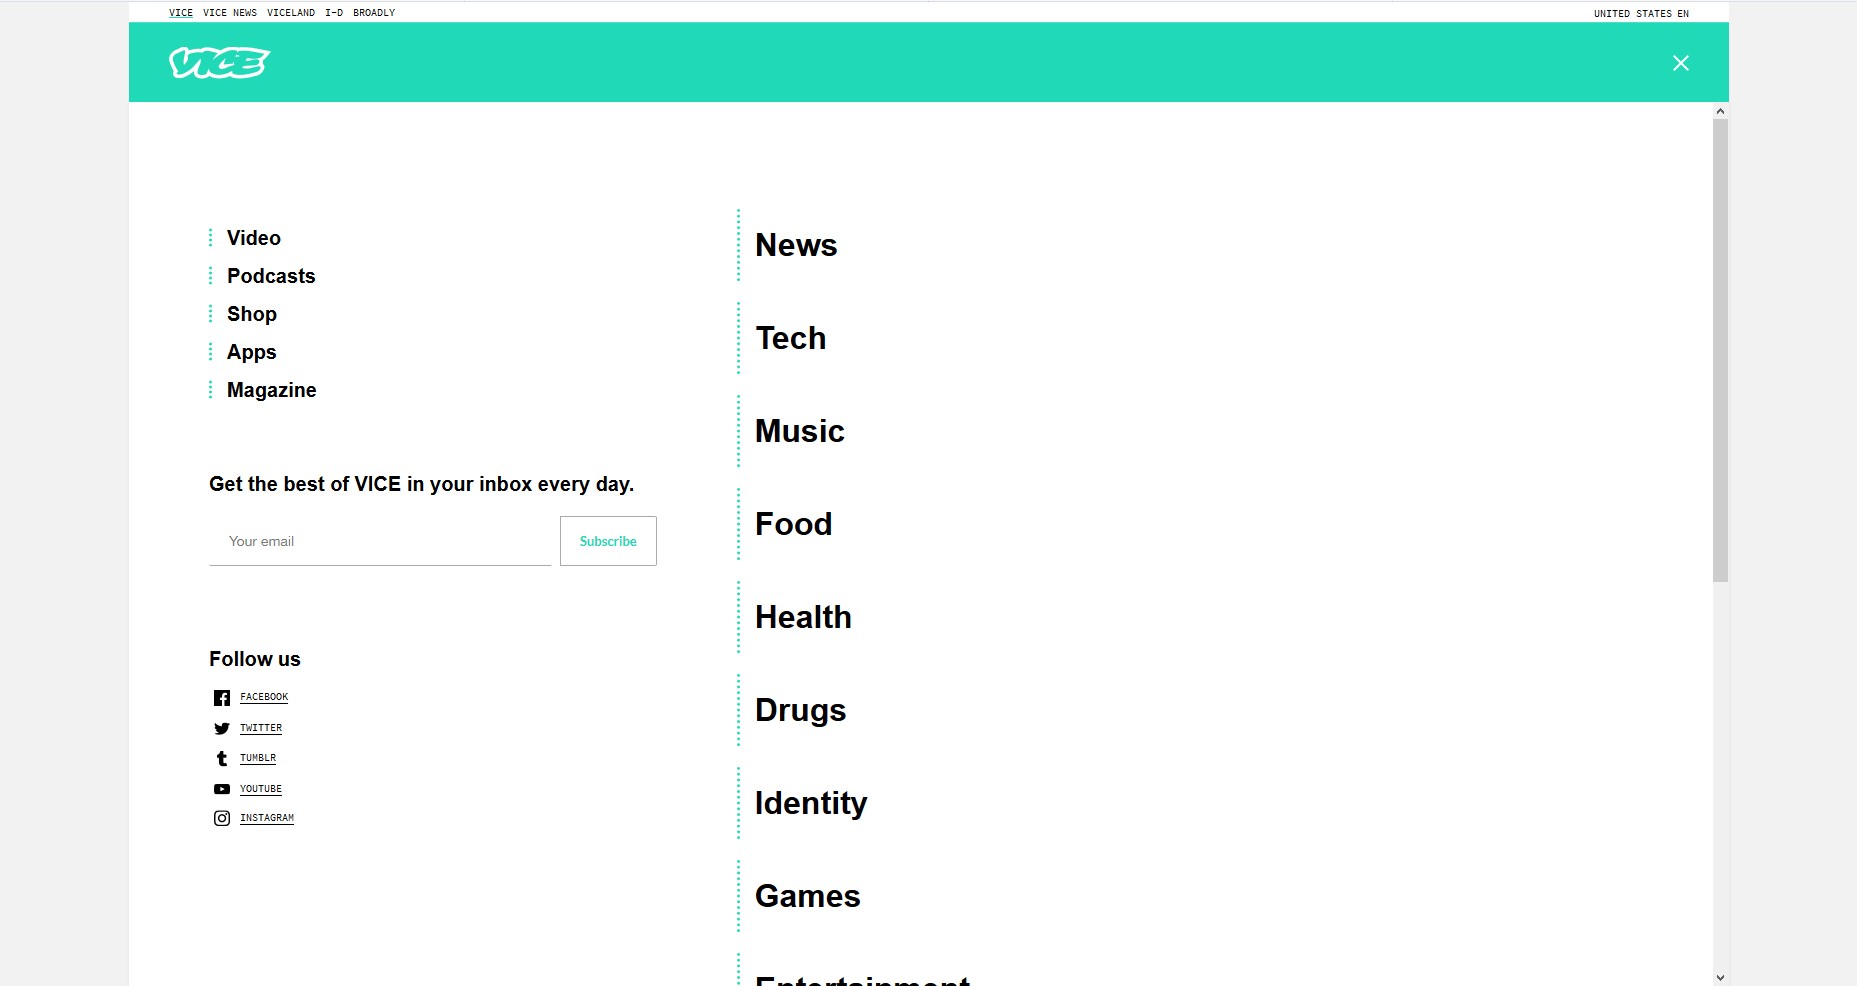 VICE VICE NEWS VICELAND I-D BROADLY
UNITED STATES EN
VICE
Video
Podcasts
Shop
Apps
Magazine
Get the best of VICE in your inbox every day.
Your email
Subscribe
Follow us
FACEBOOK
TWITTER
TUMBLR
YOUTUBE
INSTAGRAM
News
Tech
Music
Food
Health
Drugs
Identity
Games
Entertainment